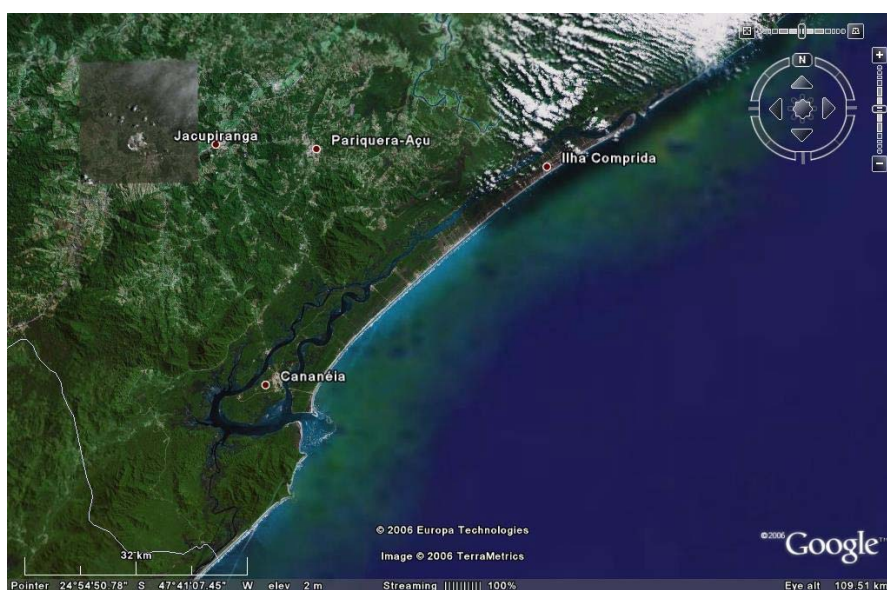 N
Jacupiranga
Pariquera-Açu
Ilha Comprida
Cananéia
© 2006 Europa Technologies
Image © 2006 TerraMetrics
©2006 Google™
32 km
Pointer 24°54'50.78" S 47°41'07.45" W elev 2 m Streaming ||||||||| 100% Eye alt 109.51 km